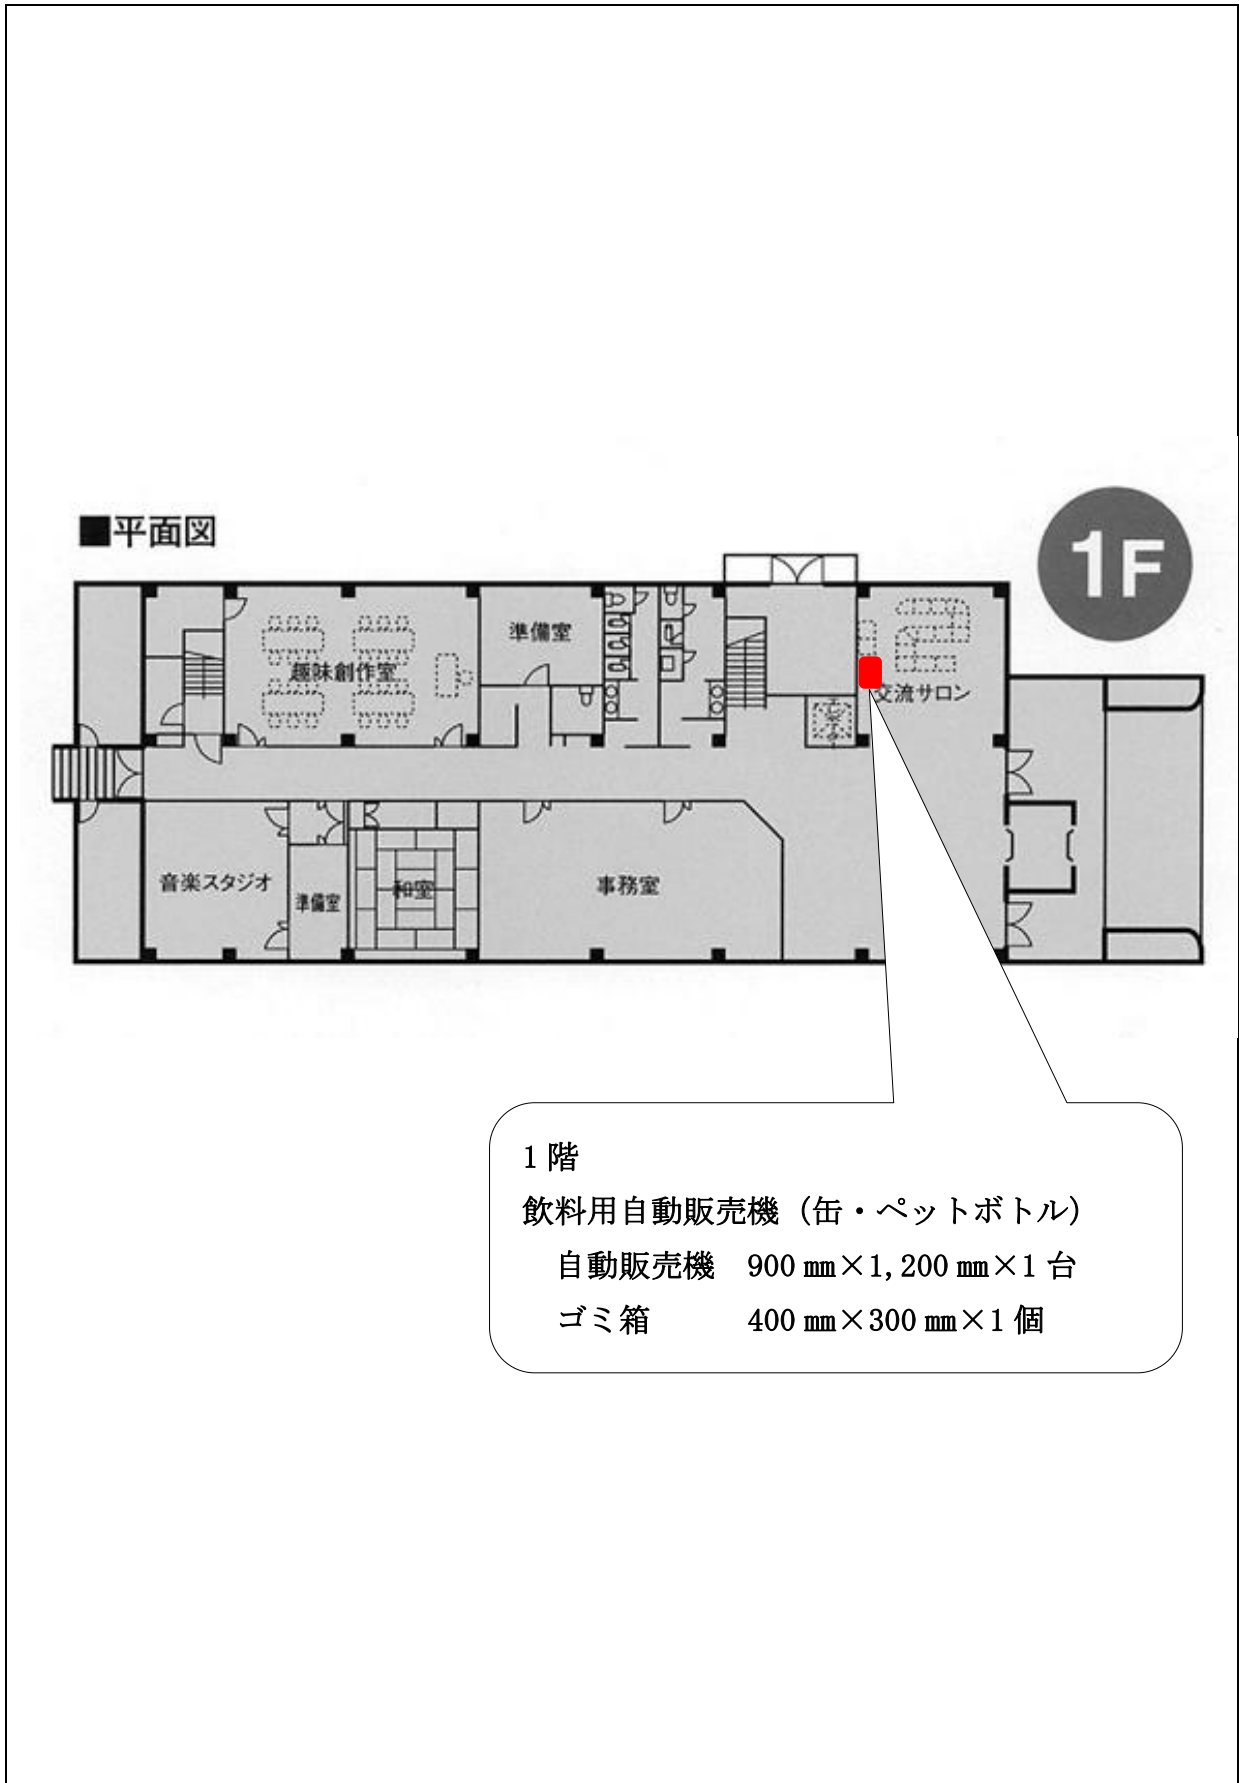 ■平面図
1F
準備室
趣味創作室
交流サロン
音楽スタジオ
準備室
和室
事務室
1階
飲料用自動販売機（缶・ペットボトル）
自動販売機　900㎜×1,200㎜×1台
ゴミ箱　　　400㎜×300㎜×1個